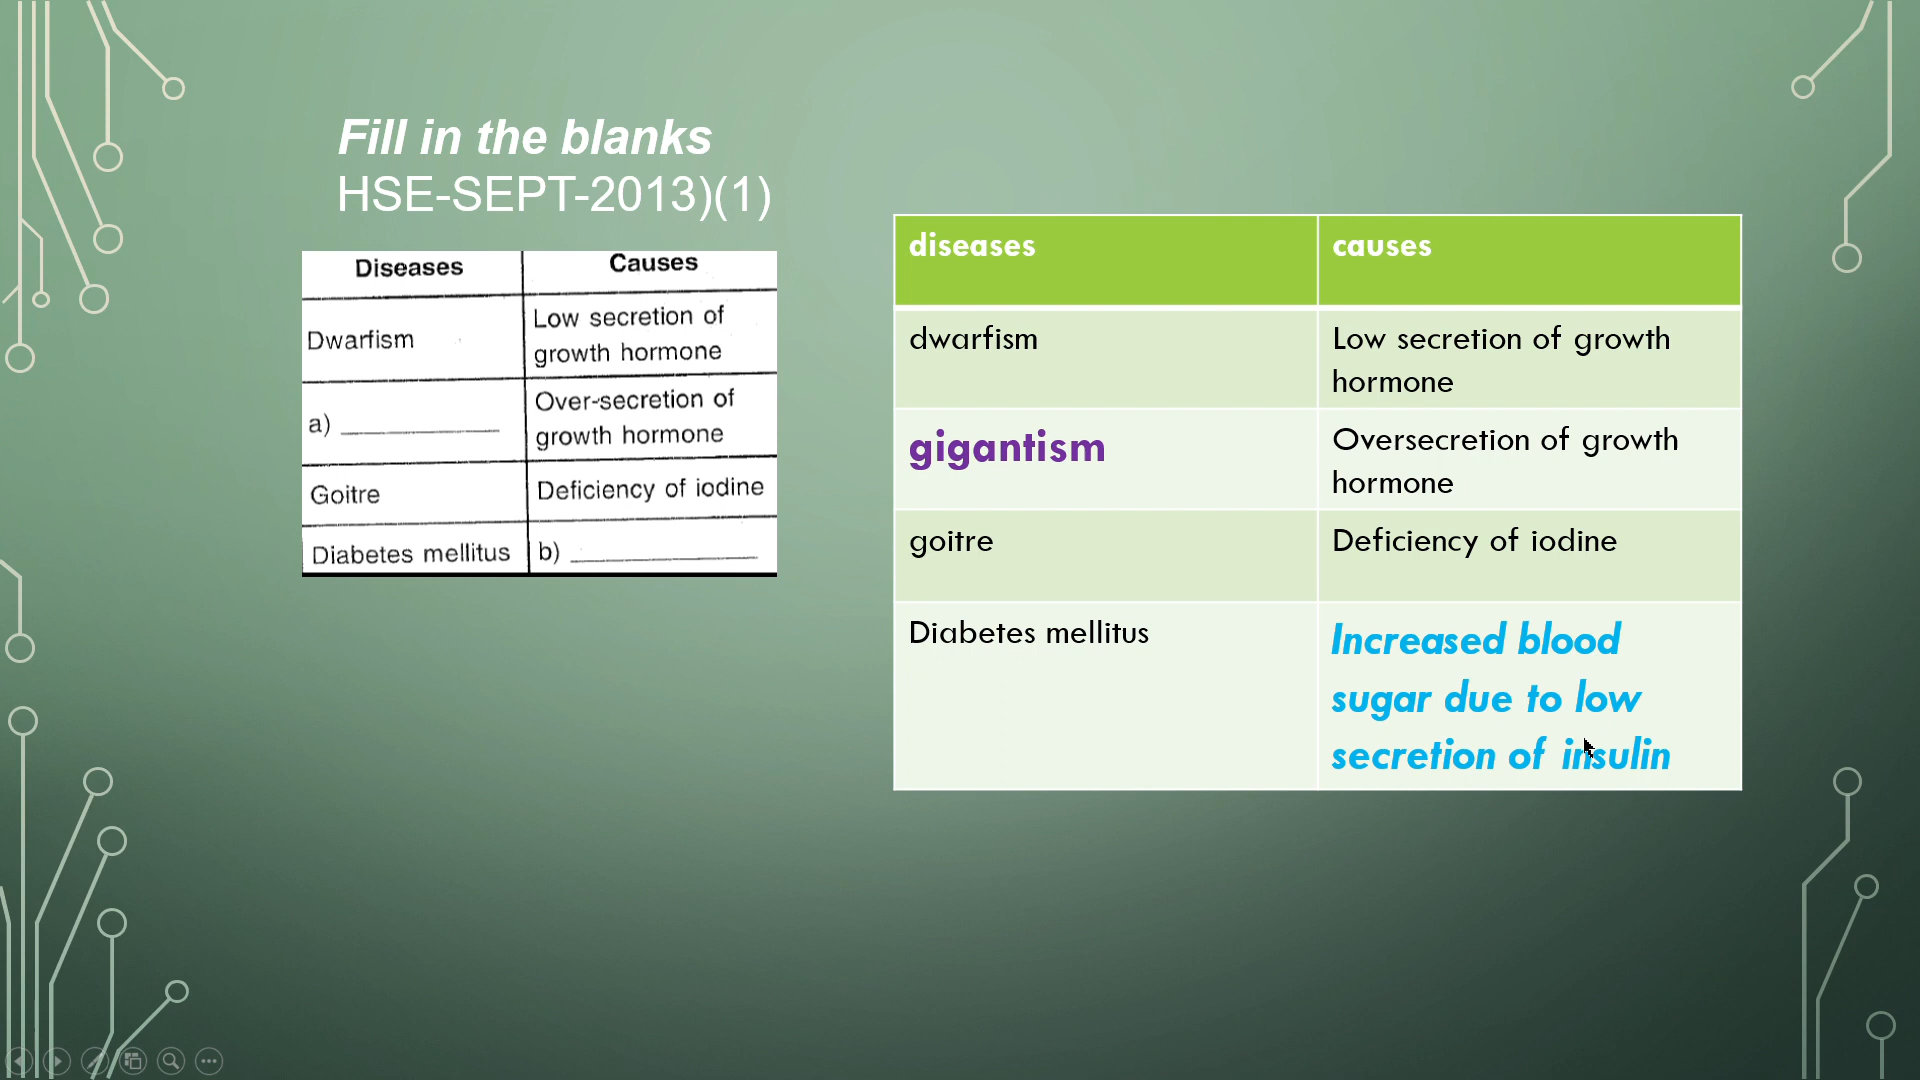 Fill in the blanks
HSE-SEPT-2013)(1)
Diseases Causes
Dwarfism Low secretion of
growth hormone
a) ____________ Over-secretion of
growth hormone
Goitre Deficiency of iodine
Diabetes mellitus b) ______________
diseases causes
dwarfism Low secretion of growth
hormone
gigantism Oversecretion of growth
hormone
goitre Deficiency of iodine
Diabetes mellitus Increased blood
sugar due to low
secretion of insulin